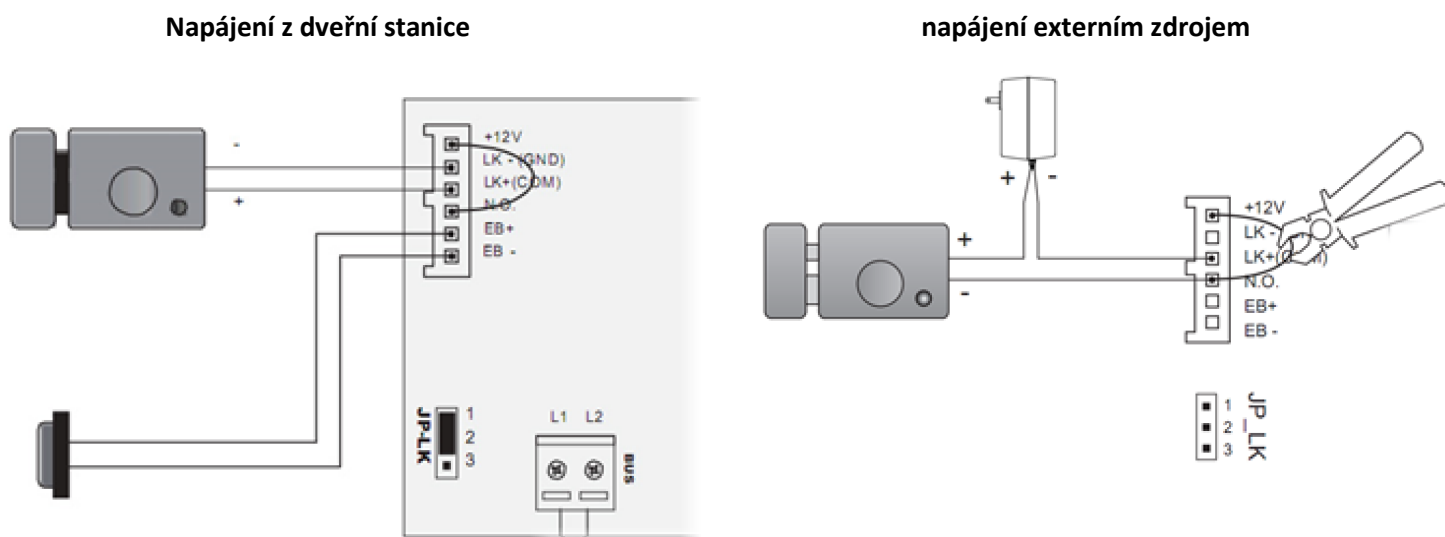 Napájení z dveřní stanice
-
+
+12V
LK - (GND)
LK+(COM)
N.O.
EB+
EB -
JP-LK
1
2
3
L1 L2
BUS
napájení externím zdrojem
+ -
+
-
+12V
LK -
LK+(C M)
N.O.
EB+
EB -
1
2
3
JP_LK